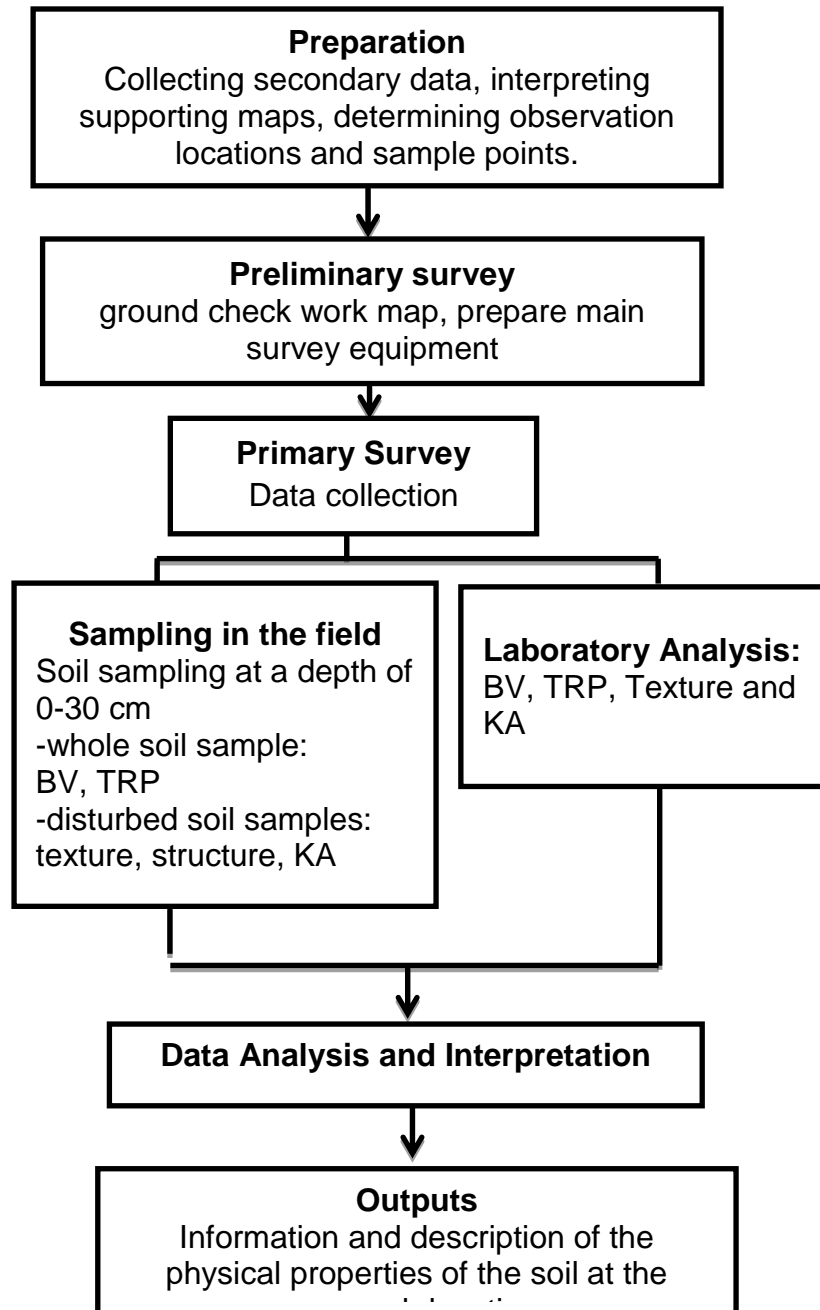 Preparation
Collecting secondary data, interpreting
supporting maps, determining observation
locations and sample points.
Preliminary survey
ground check work map, prepare main
survey equipment
Primary Survey
Data collection
Sampling in the field
Soil sampling at a depth of
0-30 cm
-whole soil sample:
BV, TRP
-disturbed soil samples:
texture, structure, KA
Laboratory Analysis:
BV, TRP, Texture and
KA
Data Analysis and Interpretation
Outputs
Information and description of the
physical properties of the soil at the